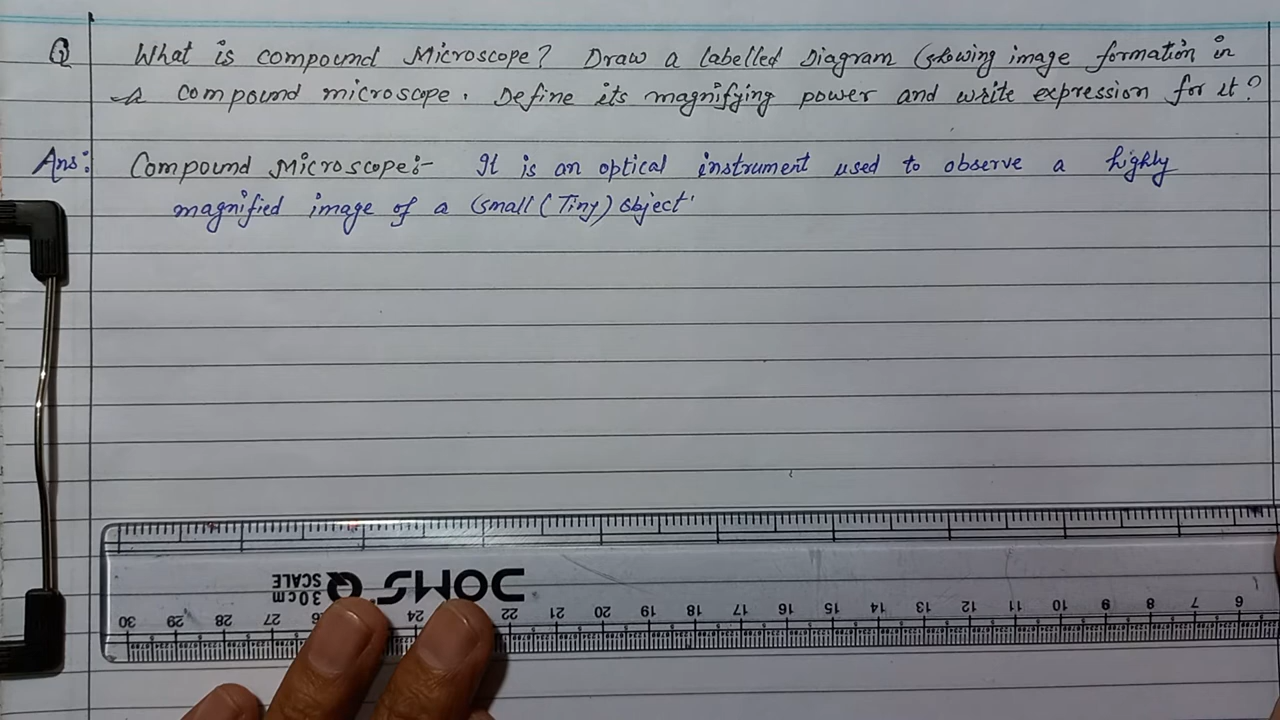 Q What is compound Microscope? Draw a labelled Diagram showing image formation in
a compound microscope. Define its magnifying power and write expression for it?
Ans: Compound Microscope:- It is an optical instrument used to observe a highly
magnified image of a small (Tiny) object.
DOMS Q 30cm SCALE
30 29 28 27 26 24 22 21 20 19 18 17 16 15 14 13 12 11 10 9 8 7 6